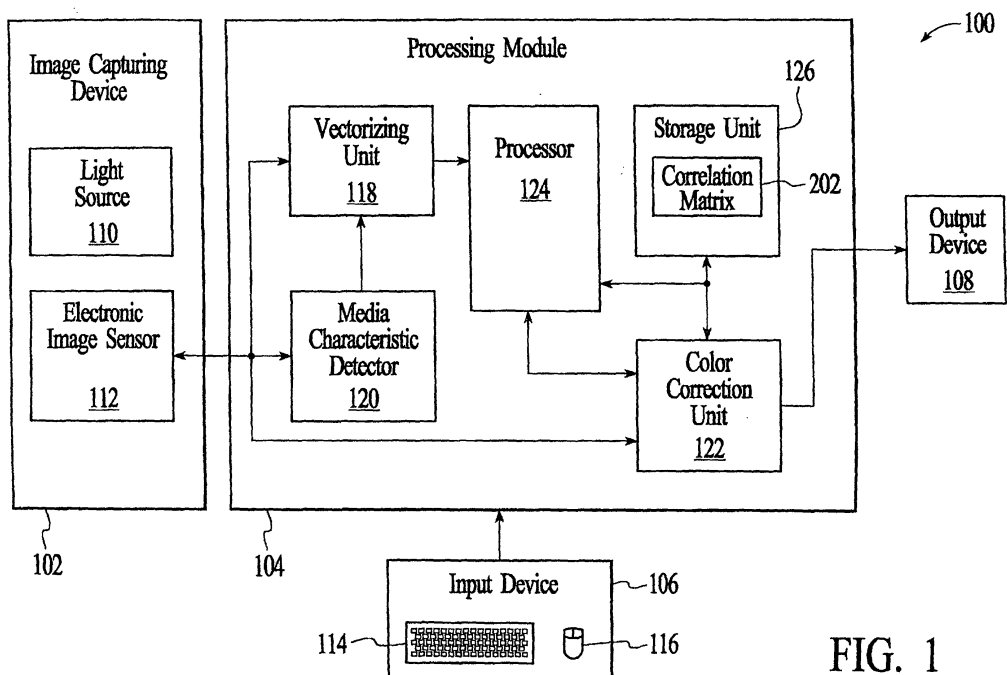 100
Image Capturing
Device
Light
Source
110
Electronic
Image Sensor
112
102
Processing Module
Vectorizing
Unit
118
Processor
124
126
Storage Unit
Correlation
Matrix
202
Media
Characteristic
Detector
120
Color
Correction
Unit
122
104
Output
Device
108
Input Device
106
114
116
FIG. 1